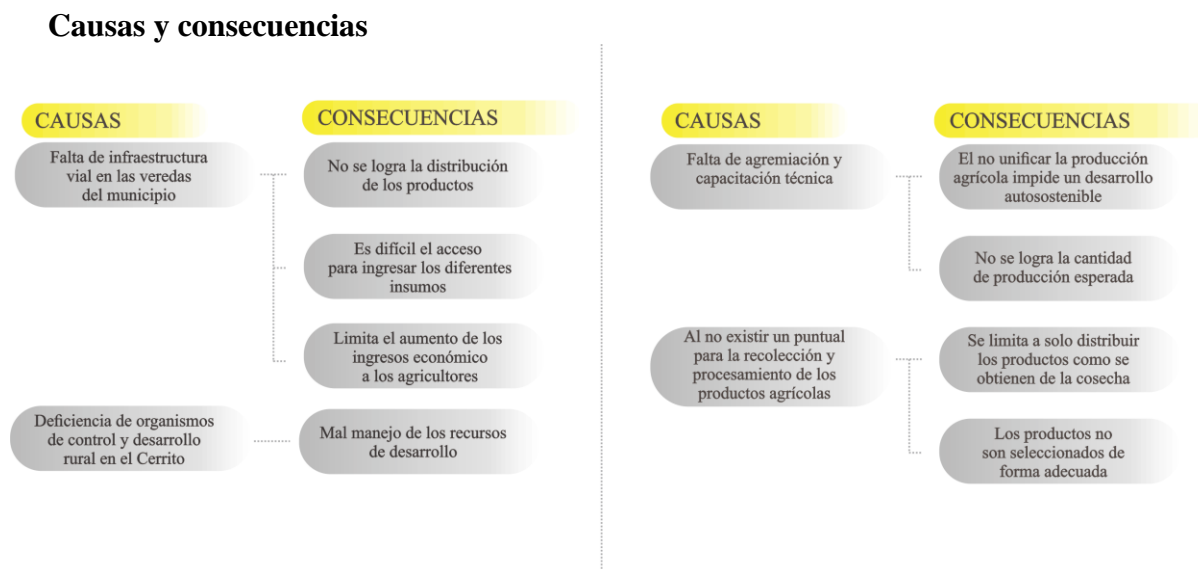 Causas y consecuencias
CAUSAS
CONSECUENCIAS
Falta de infraestructura
vial en las veredas
del municipio
No se logra la distribución
de los productos
Es difícil el acceso
para ingresar los diferentes
insumos
Limita el aumento de los
ingresos económico
a los agricultores
Deficiencia de organismos
de control y desarrollo
rural en el Cerrito
Mal manejo de los recursos
de desarrollo
CAUSAS
CONSECUENCIAS
Falta de agremiación y
capacitación técnica
El no unificar la producción
agrícola impide un desarrollo
autosostenible
No se logra la cantidad
de producción esperada
Al no existir un puntual
para la recolección y
procesamiento de los
productos agrícolas
Se limita a solo distribuir
los productos como se
obtienen de la cosecha
Los productos no
son seleccionados de
forma adecuada